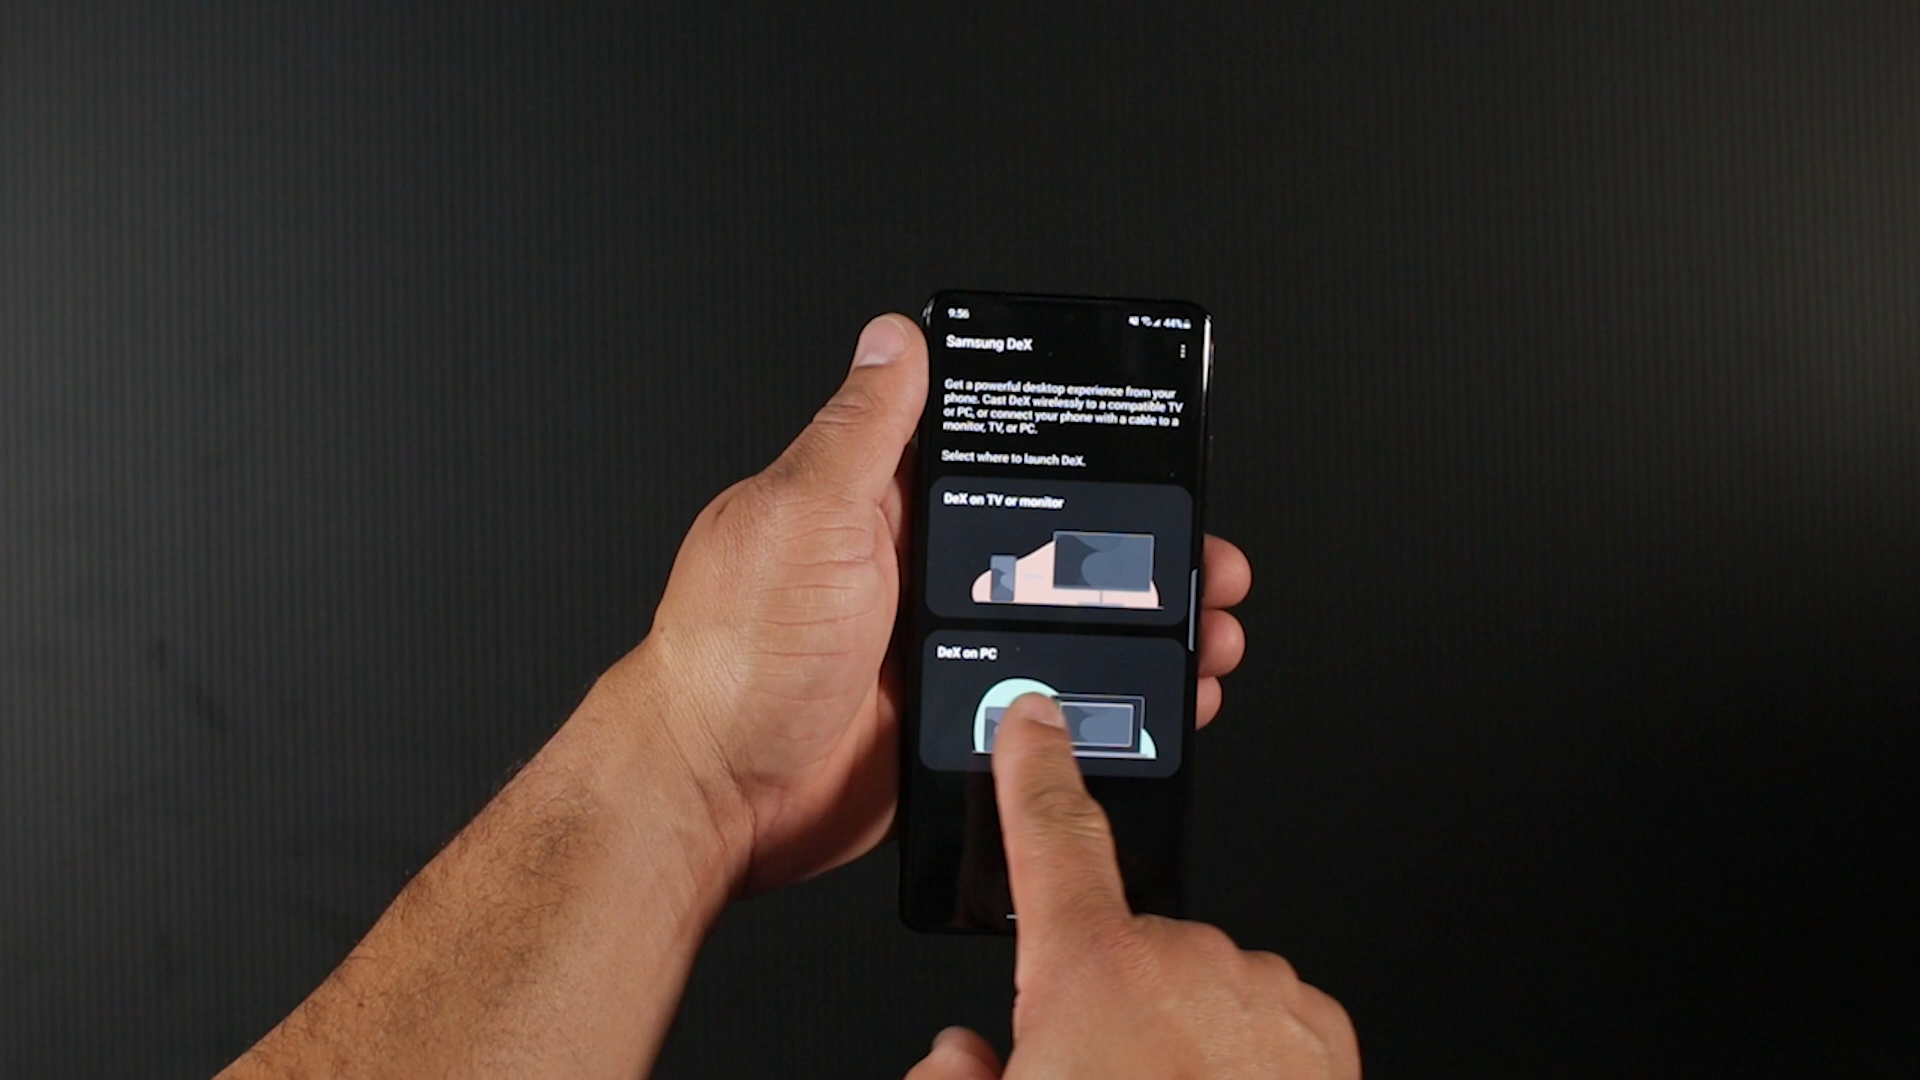 9:56
44%
Samsung DeX
Get a powerful desktop experience from your
phone. Cast DeX wirelessly to a compatible TV
or PC, or connect your phone with a cable to a
monitor, TV, or PC.
Select where to launch DeX.
DeX on TV or monitor
DeX on PC